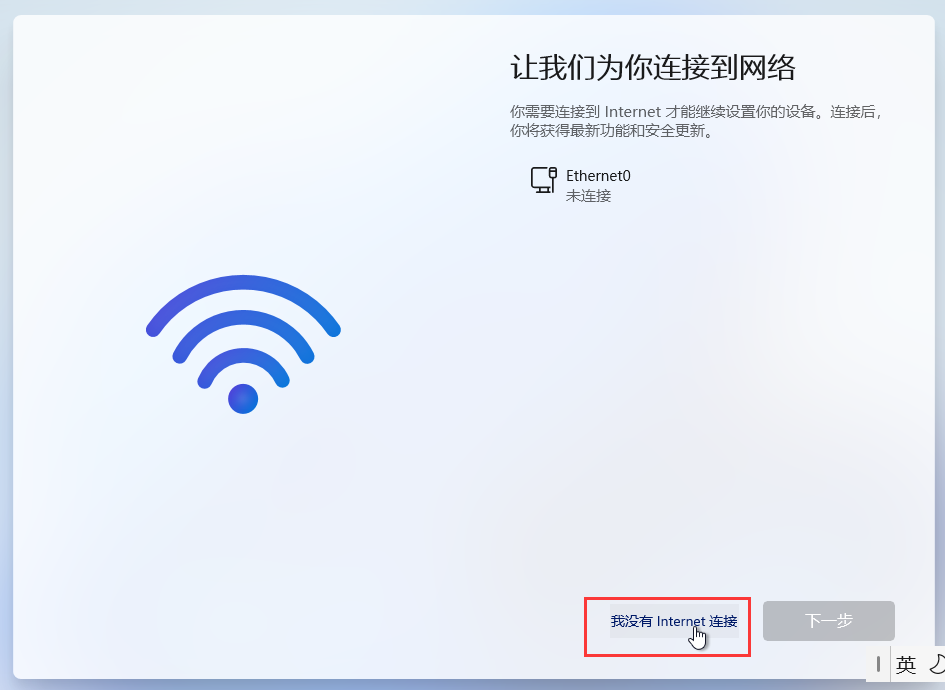 让我们为你连接到网络
你需要连接到 Internet 才能继续设置你的设备。连接后，
你将获得最新功能和安全更新。
Ethernet0
未连接
我没有 Internet 连接
下一步
英